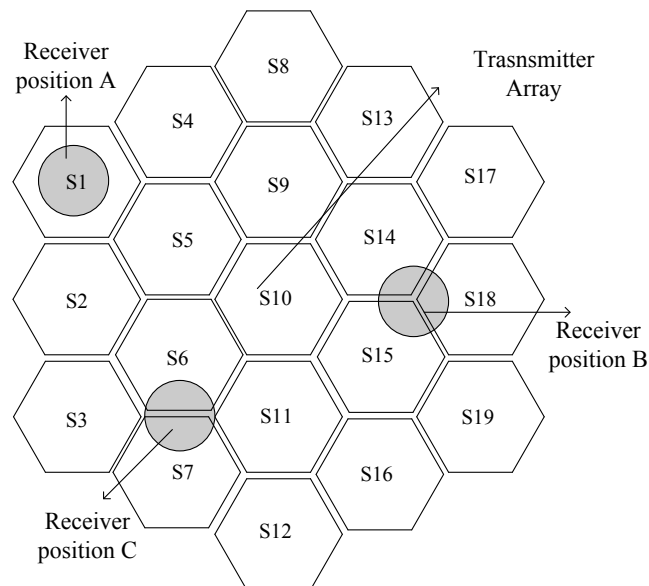 Receiver
position A
Trasnsmitter
Array
S8
S4
S13
S1
S9
S17
S5
S14
S2
S10
S18
S6
S15
Receiver
position B
S3
S11
S19
S7
S16
Receiver
position C
S12